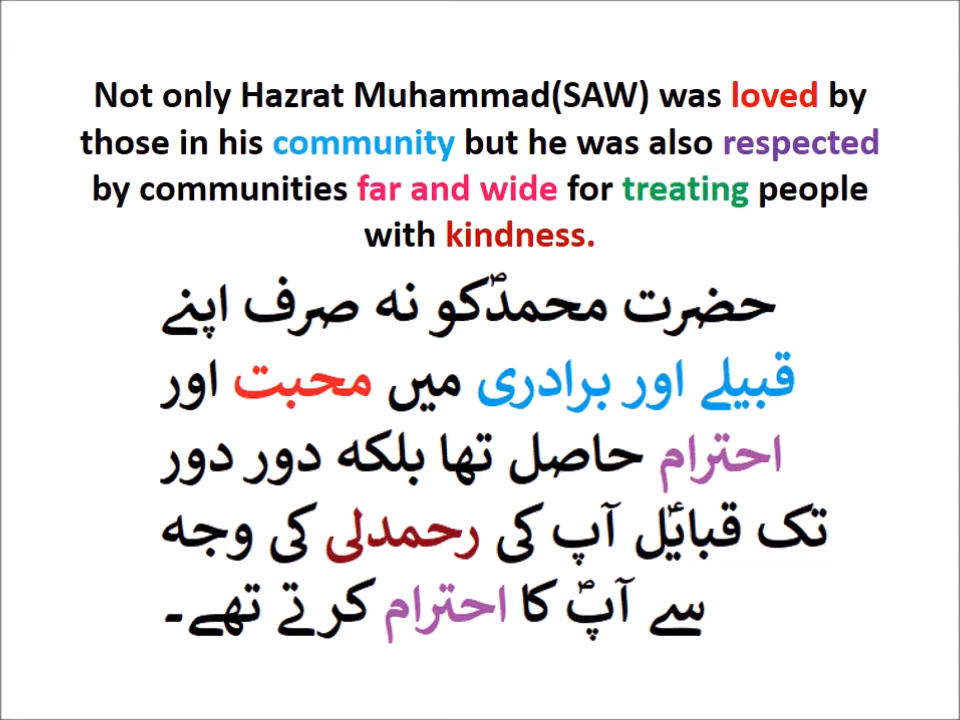 Not only Hazrat Muhammad(SAW) was loved by
those in his community but he was also respected
by communities far and wide for treating people
with kindness.
حضرت محمدؐکو نہ صرف اپنے
قبیلے اور برادری میں محبت اور
احترام حاصل تھا بلکہ دور دور
تک قبایؑل آپ کی رحمدلی کی وجہ
سے آپؐ کا احترام کرتے تھے۔